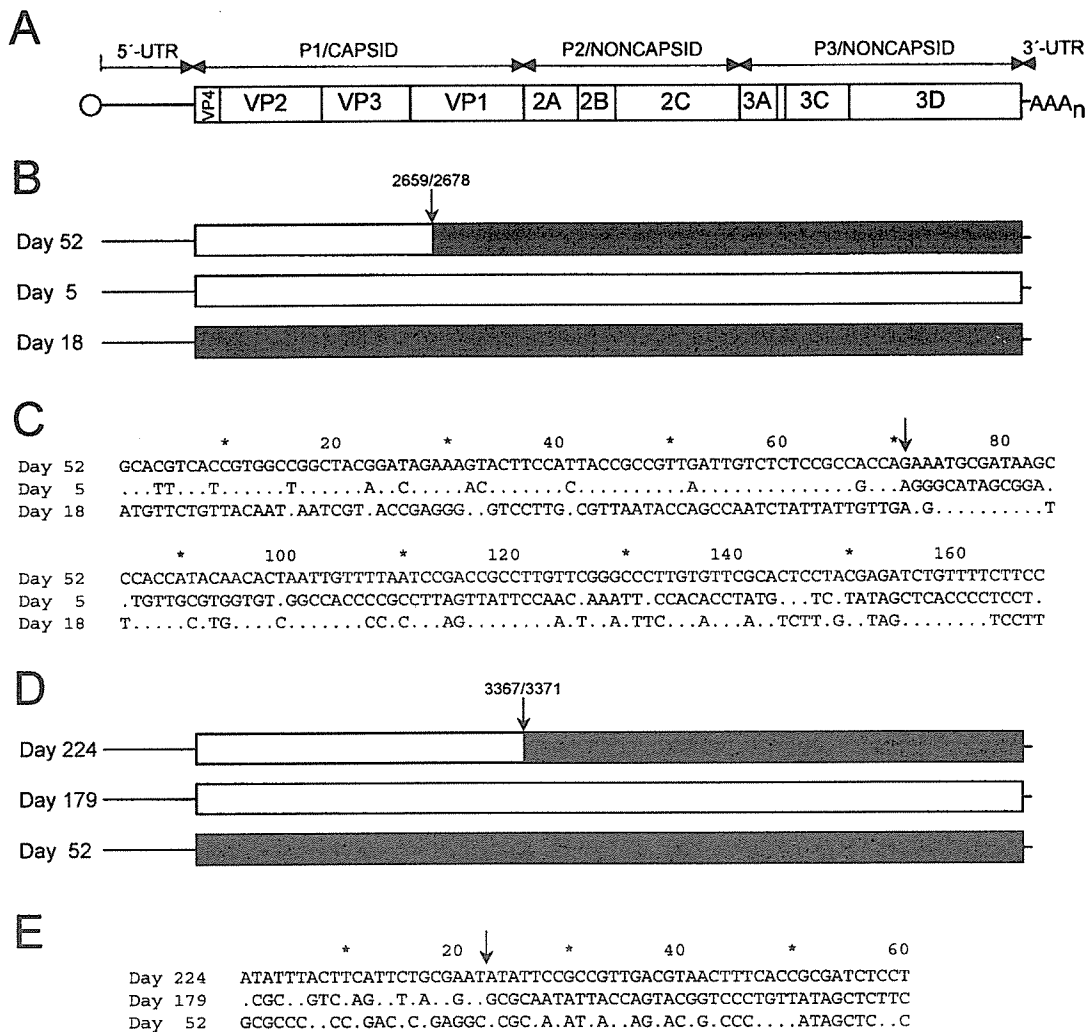 A
5´-UTR P1/CAPSID P2/NONCAPSID P3/NONCAPSID 3´-UTR
VP4 VP2 VP3 VP1 2A 2B 2C 3A 3C 3D AAAn
B
2659/2678
Day 52
Day 5
Day 18
C
* 20 * 40 * 60 * 80
Day 52 GCACGTCACCGTGGCCGGCTACGGATAGAAAGTACTTCCATTACCGCCGTTGATTGTCTCTCCGCCACCAGAAATGCGATAAGC
Day 5 ...TT...T......T......A..C.....AC.......C..........A..............G...AGGGCATAGCGGA.
Day 18 ATGTTCTGTTACAAT.AATCGT.ACCGAGGG..GTCCTTG.CGTTAATACCAGCCAATCTATTATTGTTGA.G..........T
* 100 * 120 * 140 * 160
Day 52 CCACCATACAACACTAATTGTTTTAATCCGACCGCCTTGTTCGGGCCCTTGTGTTCGCACTCCTACGAGATCTGTTTTCTTCC
Day 5 .TGTTGCGTGGTGT.GGCCACCCCGCCTTAGTTATTCCAAC.AAATT.CCACACCTATG...TC.TATAGCTCACCCCTCCT.
Day 18 T.....C.TG....C.......CC.C...AG........A.T..A.TTC...A...A..TCTT.G..TAG........TCCTT
D
3367/3371
Day 224
Day 179
Day 52
E
* 20 * 40 * 60
Day 224 ATATTTACTTCATTCTGCGAATATATTCCGCCGTTGACGTAACTTTCACCGCGATCTCCT
Day 179 .CGC..GTC.AG..T.A..G..GCGCAATATTACCAGTACGGTCCCTGTTATAGCTCTTC
Day 52 GCGCCC..CC.GAC.C.GAGGC.CGC.A.AT.A..AG.AC.G.CCC....ATAGCTC..C